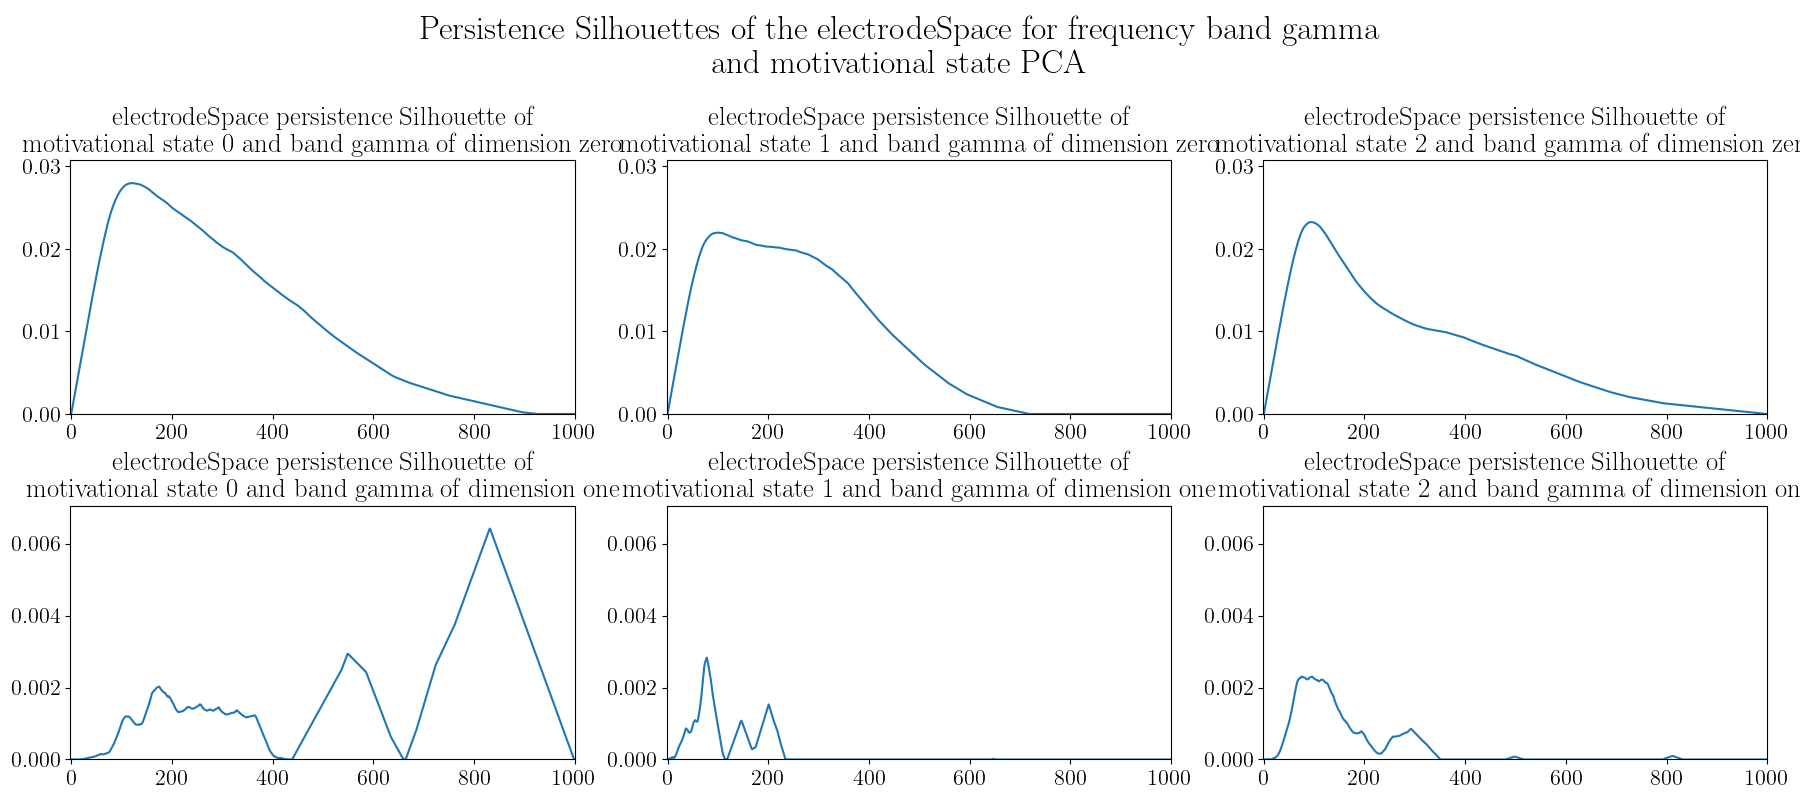 Persistence Silhouettes of the electrodeSpace for frequency band gamma
and motivational state PCA
electrodeSpace persistence Silhouette of
motivational state 0 and band gamma of dimension zero
electrodeSpace persistence Silhouette of
motivational state 1 and band gamma of dimension zero
electrodeSpace persistence Silhouette of
motivational state 2 and band gamma of dimension zer
0.03
0.02
0.01
0.00
0 200 400 600 800 1000
0.03
0.02
0.01
0.00
0 200 400 600 800 1000
0.03
0.02
0.01
0.00
0 200 400 600 800 1000
electrodeSpace persistence Silhouette of
motivational state 0 and band gamma of dimension one
electrodeSpace persistence Silhouette of
motivational state 1 and band gamma of dimension one
electrodeSpace persistence Silhouette of
motivational state 2 and band gamma of dimension on
0.006
0.004
0.002
0.000
0 200 400 600 800 1000
0.006
0.004
0.002
0.000
0 200 400 600 800 1000
0.006
0.004
0.002
0.000
0 200 400 600 800 1000